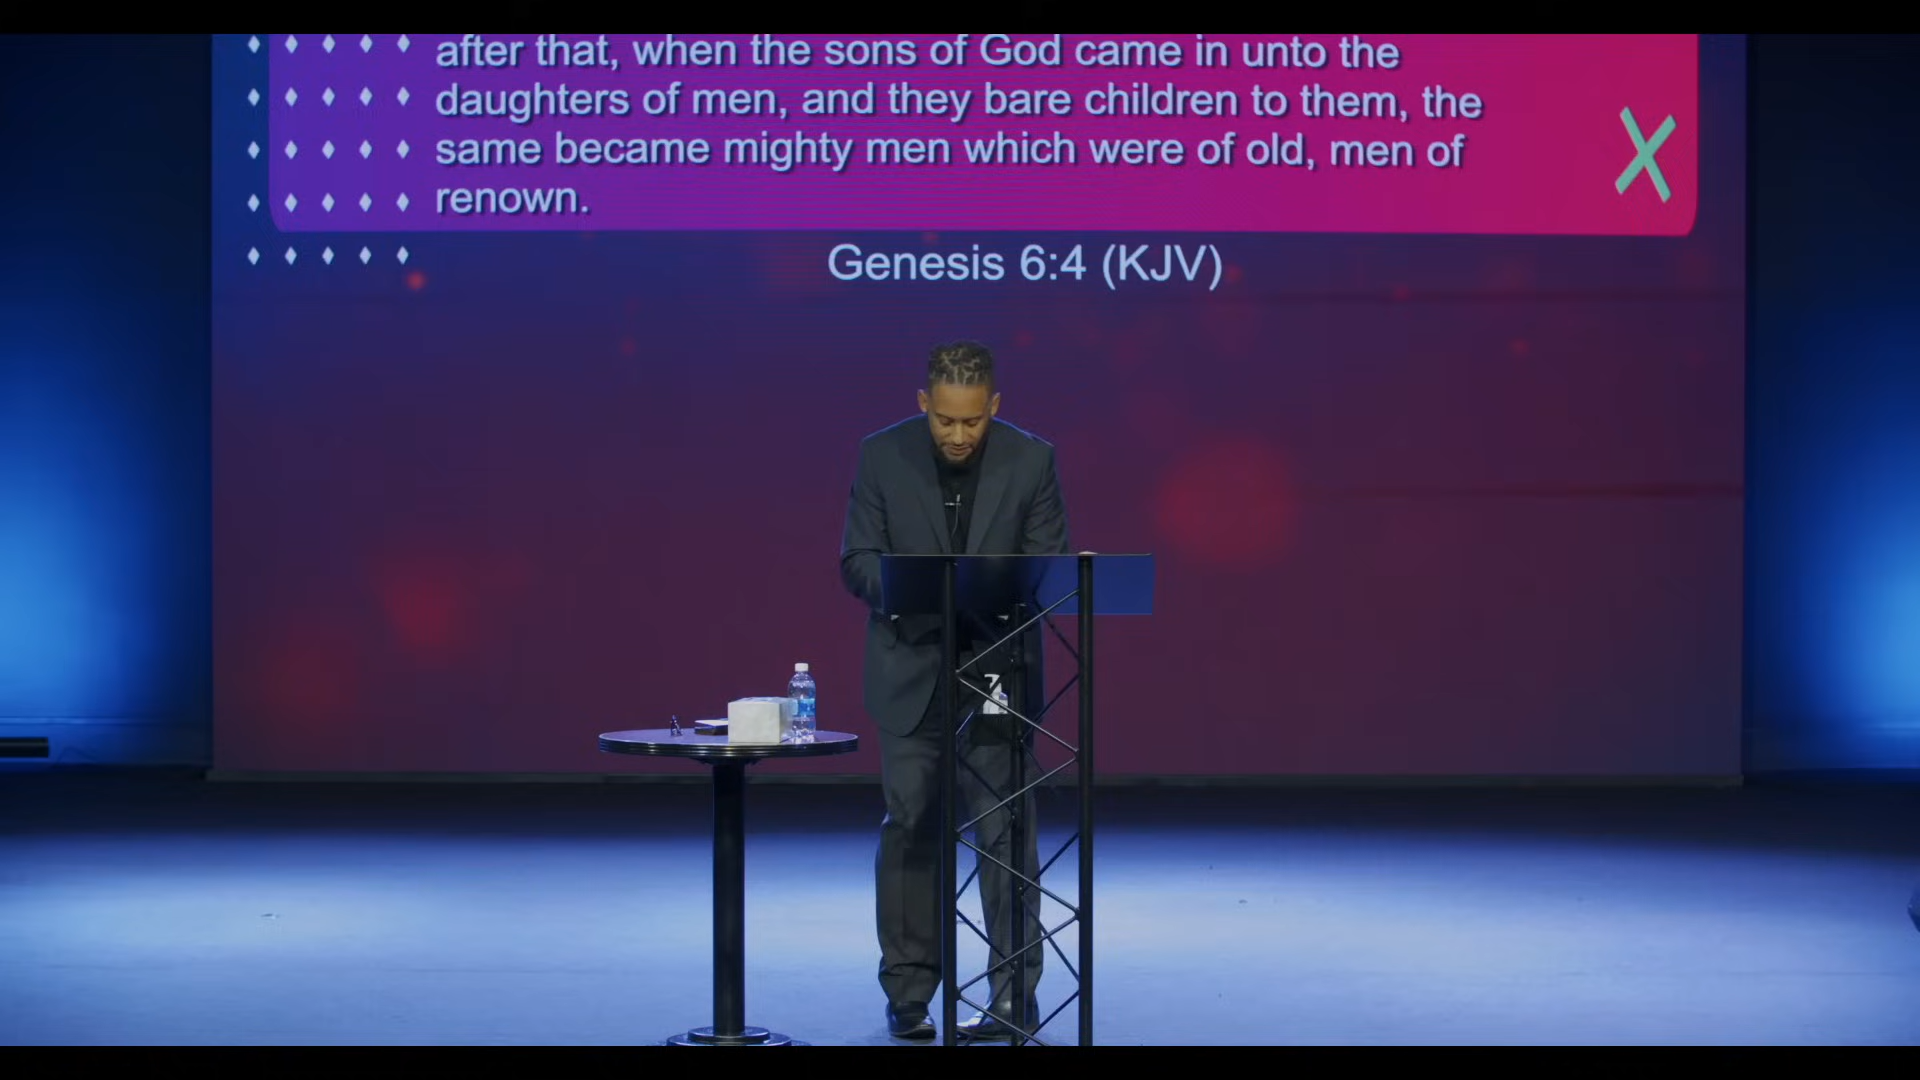 after that, when the sons of God came in unto the
daughters of men, and they bare children to them, the
same became mighty men which were of old, men of
renown.
Genesis 6:4 (KJV)